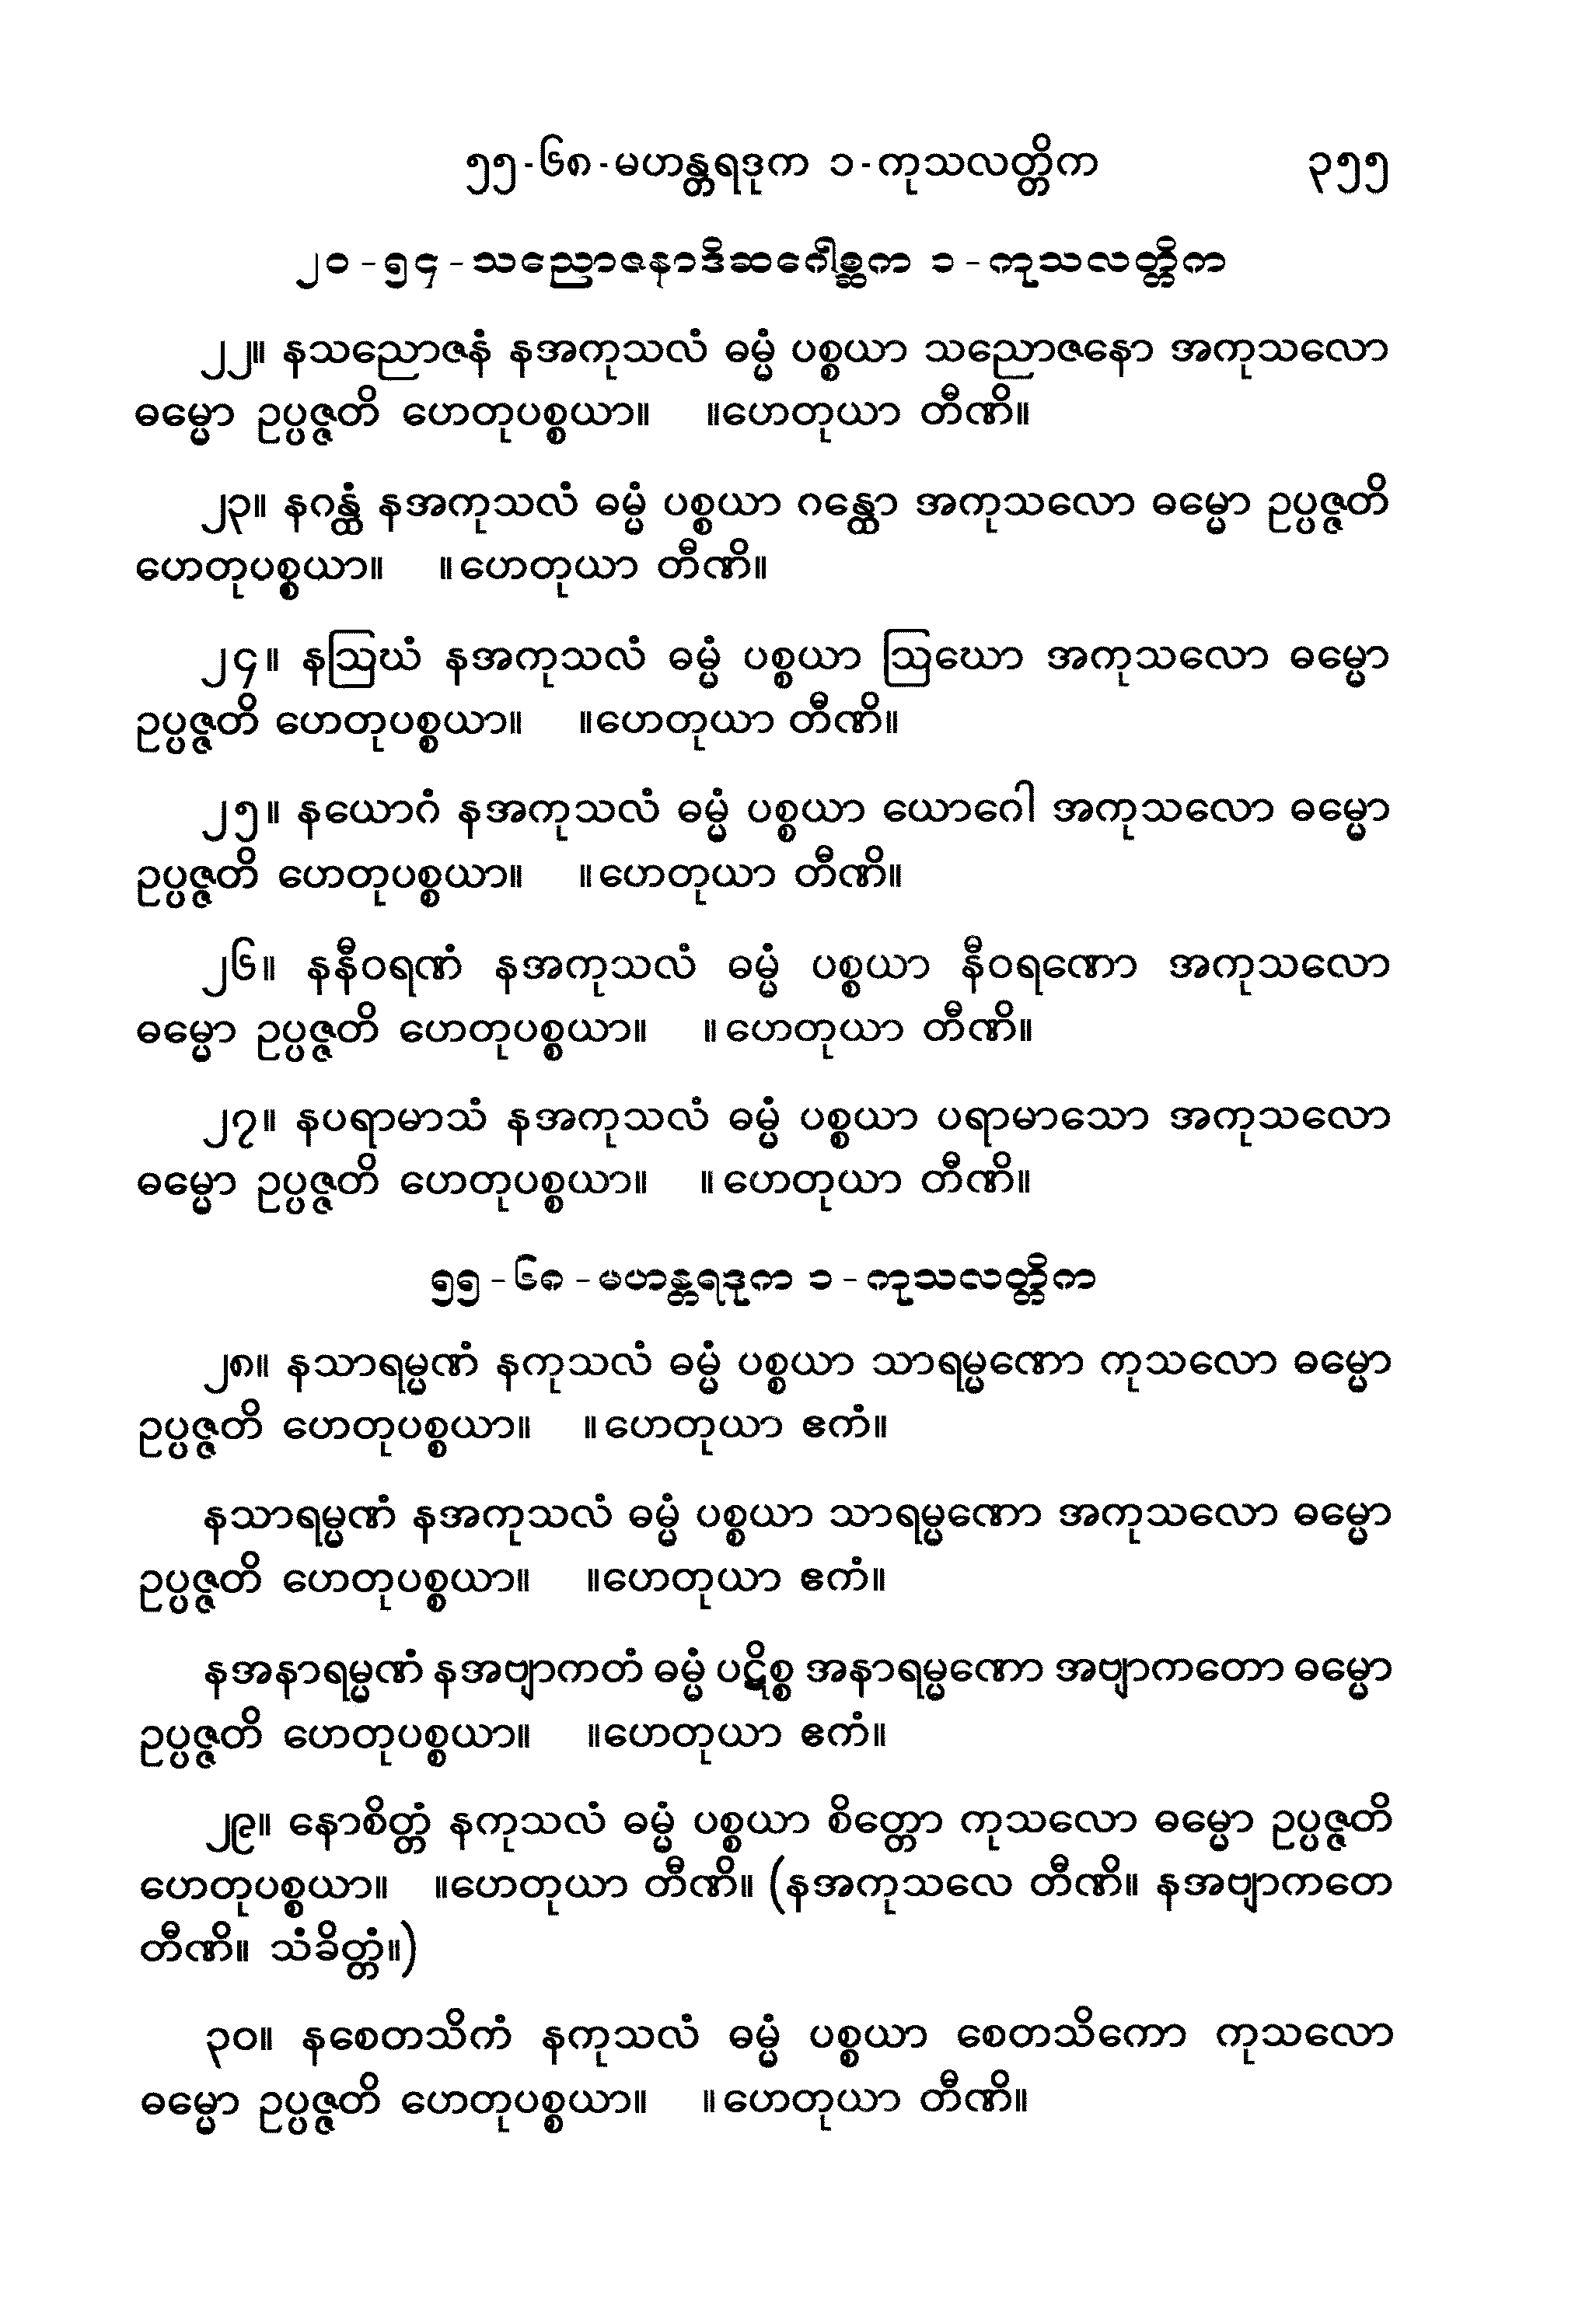 ၅၅-၆၈-မဟန္တရဒုက ၁-ကုသလတ္တိက ၃၅၅
၂၀-၅၄-သညောဇနာဒိဆဂေါစ္ဆက ၁-ကုသလတ္တိက
၂၂။ နသညောဇနံ နအကုသလံ ဓမ္မံ ပစ္စယာ သညောဇနော အကုသလော
ဓမ္မော ဥပ္ပဇ္ဇတိ ဟေတုပစ္စယာ။ ။ဟေတုယာ တီဏိ။
၂၃။ နဂန္ထံ နအကုသလံ ဓမ္မံ ပစ္စယာ ဂန္ထော အကုသလော ဓမ္မော ဥပ္ပဇ္ဇတိ
ဟေတုပစ္စယာ။ ။ဟေတုယာ တီဏိ။
၂၄။ နဩဃံ နအကုသလံ ဓမ္မံ ပစ္စယာ ဩဃော အကုသလော ဓမ္မော
ဥပ္ပဇ္ဇတိ ဟေတုပစ္စယာ။ ။ဟေတုယာ တီဏိ။
၂၅။ နယောဂံ နအကုသလံ ဓမ္မံ ပစ္စယာ ယောဂေါ အကုသလော ဓမ္မော
ဥပ္ပဇ္ဇတိ ဟေတုပစ္စယာ။ ။ဟေတုယာ တီဏိ။
၂၆။ နနီဝရဏံ နအကုသလံ ဓမ္မံ ပစ္စယာ နီဝရဏော အကုသလော
ဓမ္မော ဥပ္ပဇ္ဇတိ ဟေတုပစ္စယာ။ ။ဟေတုယာ တီဏိ။
၂၇။ နပရာမာသံ နအကုသလံ ဓမ္မံ ပစ္စယာ ပရာမာသော အကုသလော
ဓမ္မော ဥပ္ပဇ္ဇတိ ဟေတုပစ္စယာ။ ။ဟေတုယာ တီဏိ။
၅၅-၆၈-မဟန္တရဒုက ၁-ကုသလတ္တိက
၂၈။ နသာရမ္မဏံ နကုသလံ ဓမ္မံ ပစ္စယာ သာရမ္မဏော ကုသလော ဓမ္မော
ဥပ္ပဇ္ဇတိ ဟေတုပစ္စယာ။ ။ဟေတုယာ ဧကံ။
နသာရမ္မဏံ နအကုသလံ ဓမ္မံ ပစ္စယာ သာရမ္မဏော အကုသလော ဓမ္မော
ဥပ္ပဇ္ဇတိ ဟေတုပစ္စယာ။ ။ဟေတုယာ ဧကံ။
နအနာရမ္မဏံ နအဗျာကတံ ဓမ္မံ ပဋိစ္စ အနာရမ္မဏော အဗျာကတော ဓမ္မော
ဥပ္ပဇ္ဇတိ ဟေတုပစ္စယာ။ ။ဟေတုယာ ဧကံ။
၂၉။ နောစိတ္တံ နကုသလံ ဓမ္မံ ပစ္စယာ စိတ္တော ကုသလော ဓမ္မော ဥပ္ပဇ္ဇတိ
ဟေတုပစ္စယာ။ ။ဟေတုယာ တီဏိ။ (နအကုသလေ တီဏိ။ နအဗျာကတေ
တီဏိ။ သံခိတ္တံ။)
၃၀။ နစေတသိကံ နကုသလံ ဓမ္မံ ပစ္စယာ စေတသိကော ကုသလော
ဓမ္မော ဥပ္ပဇ္ဇတိ ဟေတုပစ္စယာ။ ။ဟေတုယာ တီဏိ။